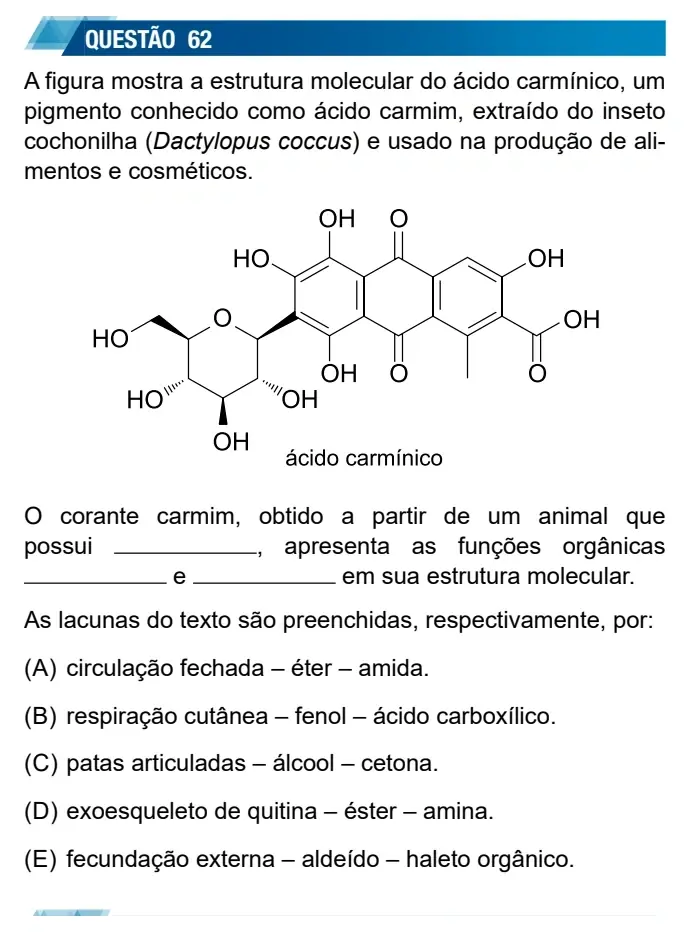 QUESTÃO 62
A figura mostra a estrutura molecular do ácido carmínico, um
pigmento conhecido como ácido carmim, extraído do inseto
cochonilha (Dactylopus coccus) e usado na produção de ali-
mentos e cosméticos.
OH O
HO OH
O OH
HO
HO OH OH O O
OH
ácido carmínico
O corante carmim, obtido a partir de um animal que
possui ____________, apresenta as funções orgânicas
____________ e ____________ em sua estrutura molecular.
As lacunas do texto são preenchidas, respectivamente, por:
(A) circulação fechada – éter – amida.
(B) respiração cutânea – fenol – ácido carboxílico.
(C) patas articuladas – álcool – cetona.
(D) exoesqueleto de quitina – éster – amina.
(E) fecundação externa – aldeído – haleto orgânico.